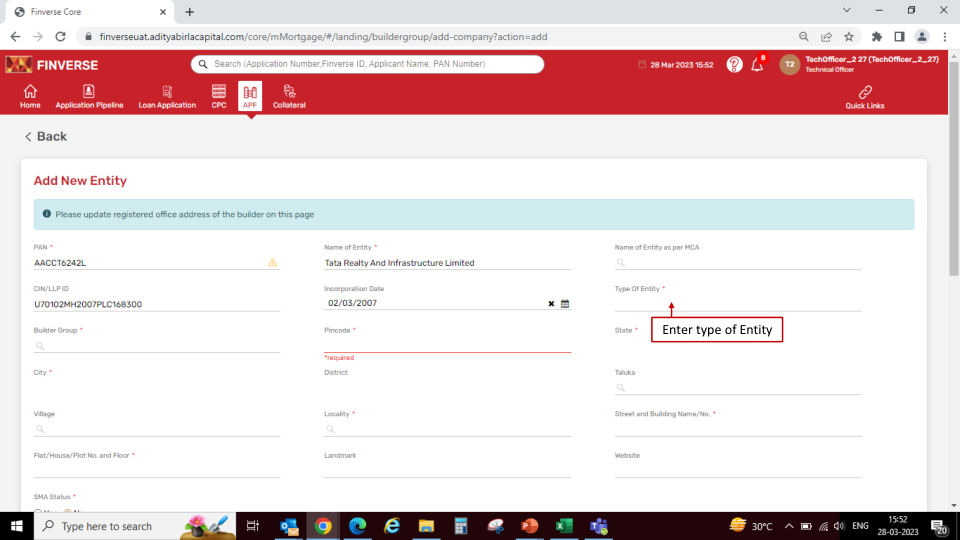 Finverse Core
finverseuat.adityabirlacapital.com/core/mMortgage/#/landing/buildergroup/add-company?action=add
FINVERSE
Search (Application Number,Finverse ID, Applicant Name, PAN Number)
28 Mar 2023 15:52
8
T2
TechOfficer_2 27 (TechOfficer_2_27)
Technical Officer
Home
Application Pipeline
Loan Application
CPC
APF
Collateral
Quick Links
< Back
Add New Entity
Please update registered office address of the builder on this page
PAN *
Name of Entity *
Name of Entity as per MCA
AACCT6242L
Tata Realty And Infrastructure Limited
CIN/LLP ID
Incorporation Date
Type Of Entity *
U70102MH2007PLC168300
02/03/2007
Enter type of Entity
Builder Group *
Pincode *
State *
*required
City *
District
Taluka
Village
Locality *
Street and Building Name/No. *
Flat/House/Plot No. and Floor *
Landmark
Website
SMA Status *
Yes
No
Type here to search
30°C
ENG
15:52
28-03-2023
20